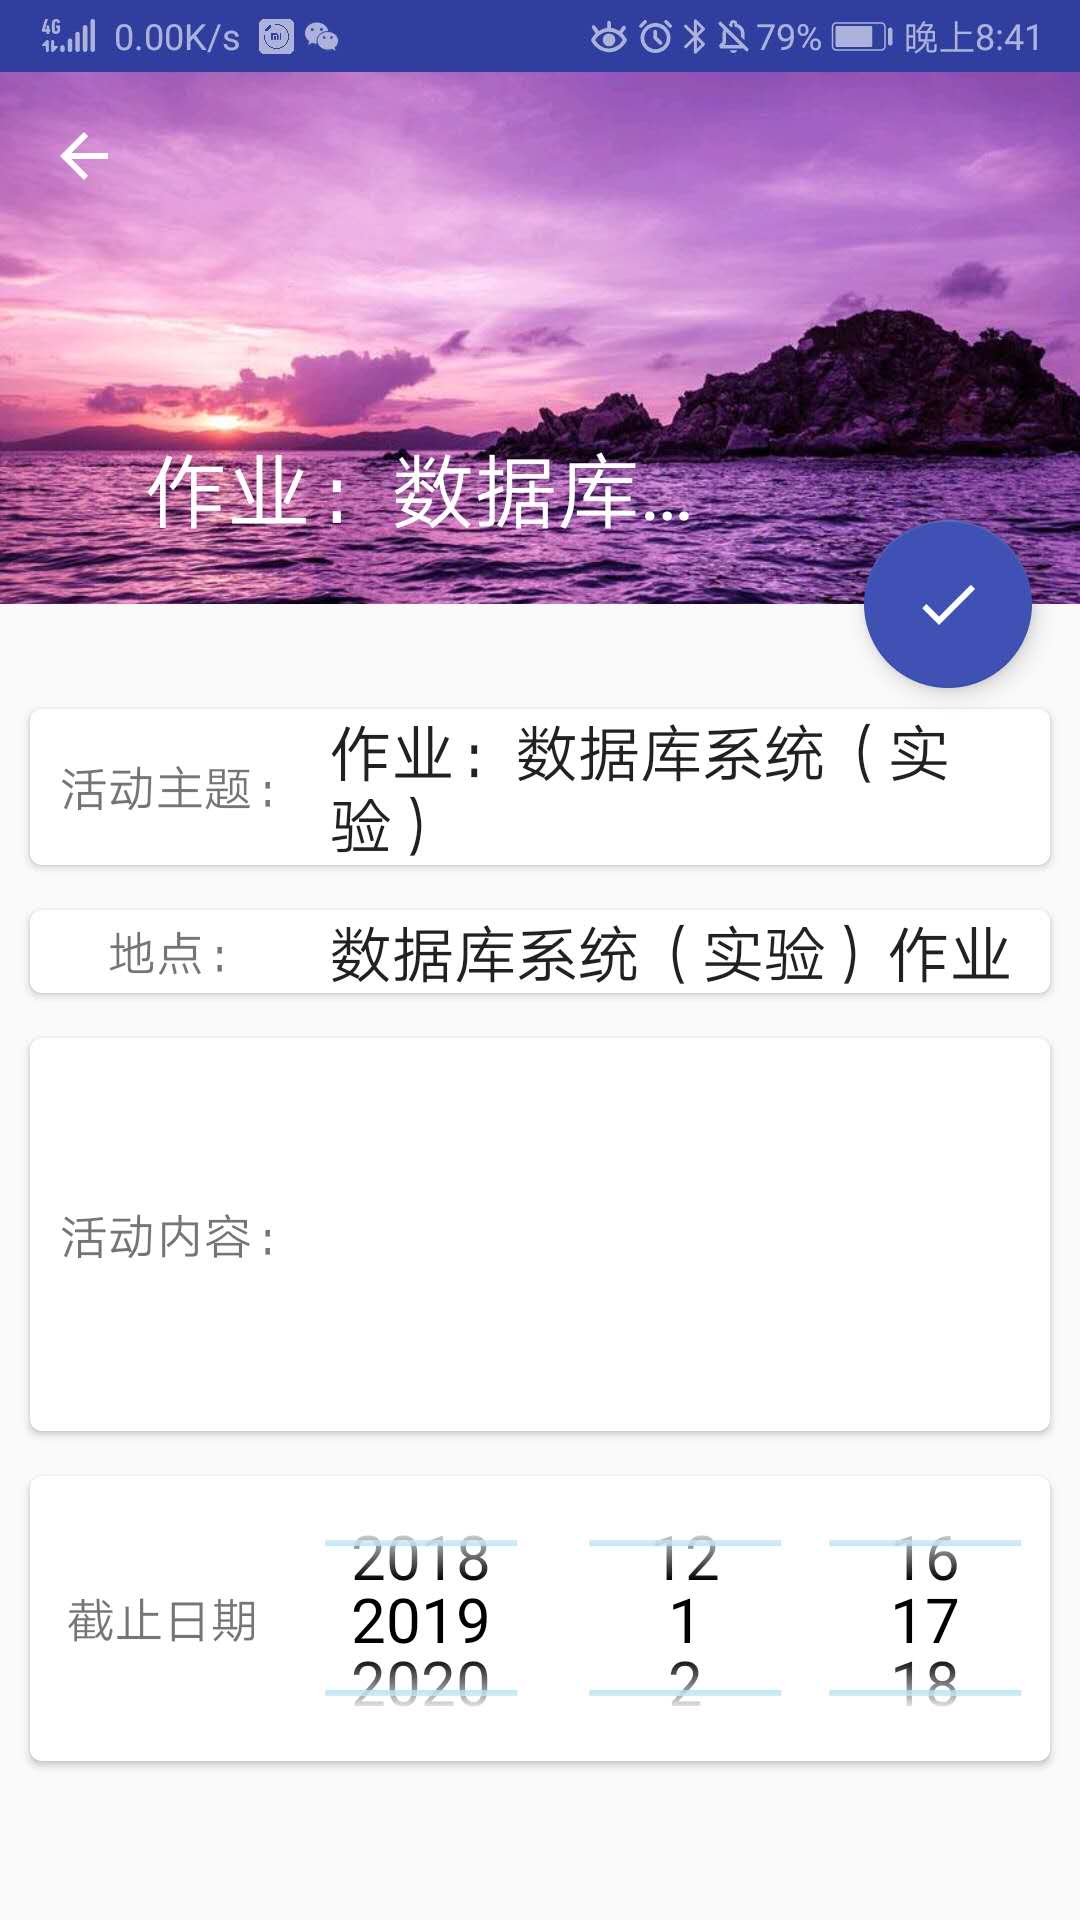 4G 0.00K/s 79% 晚上8:41
作业：数据库...
活动主题：
作业：数据库系统（实
验）
地点：
数据库系统（实验）作业
活动内容：
截止日期
2018 12 16
2019 1 17
2020 2 18